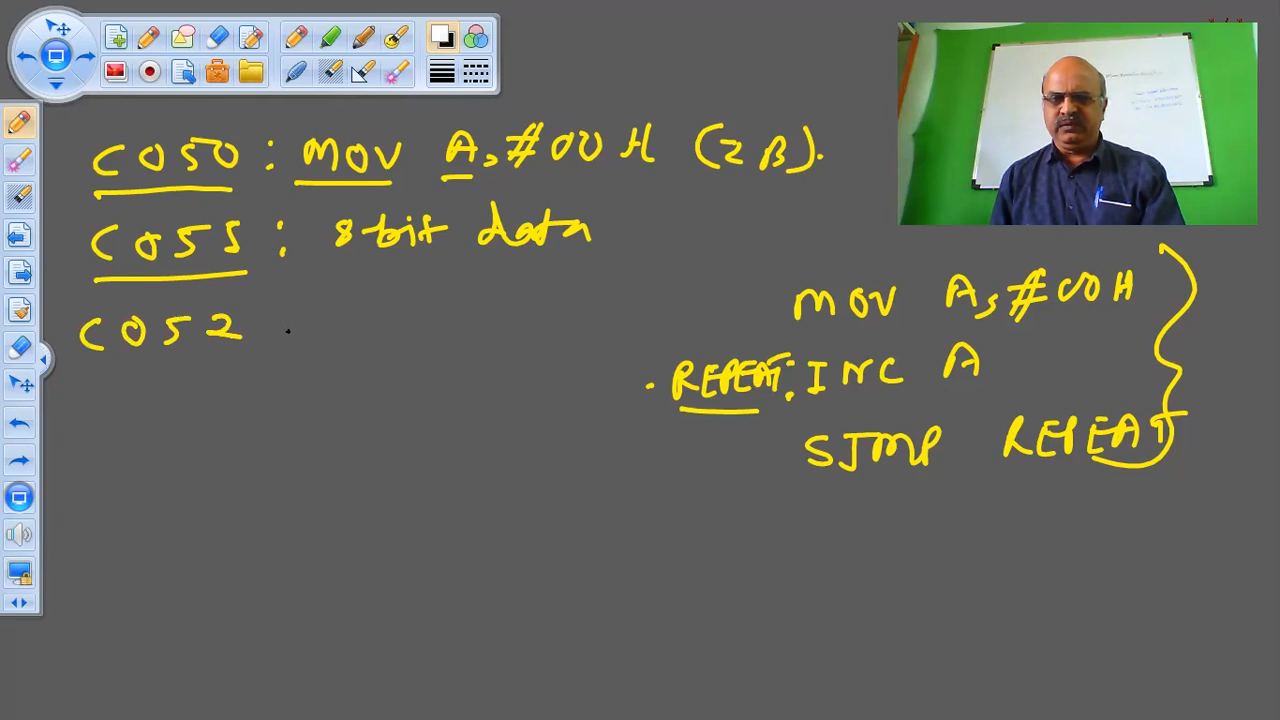 C050 : MOV A, #00H (2B).
C055 : 8-bit data
C052
MOV A, #00H
REPEAT: INC A
SJMP REPEAT